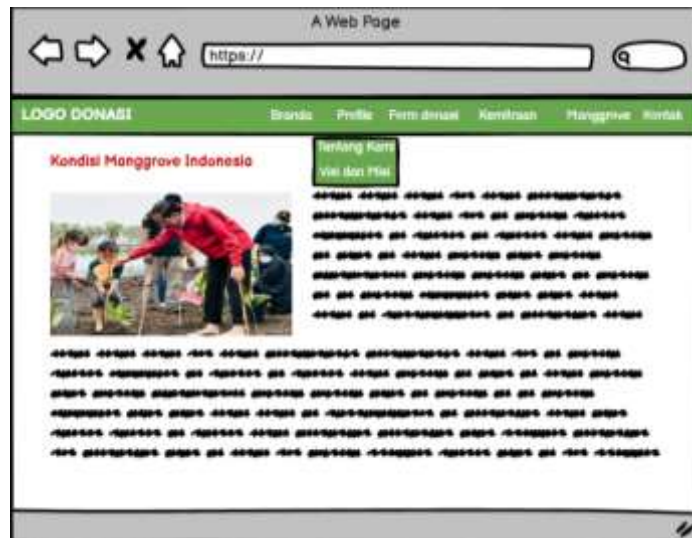 A Web Page
https://
LOGO DONASI Branda Profile Form donasi Kemitraan Manggrove Kontak
Tentang Kami
Visi dan Misi
Kondisi Manggrove Indonesia